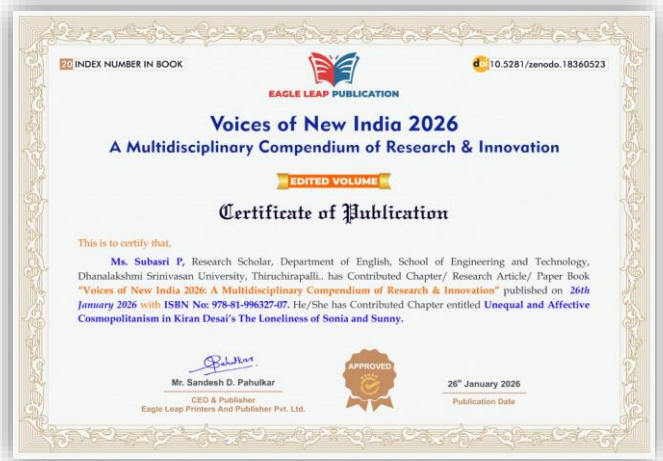 20 INDEX NUMBER IN BOOK
doi 10.5281/zenodo.18360523
EAGLE LEAP PUBLICATION
Voices of New India 2026
A Multidisciplinary Compendium of Research & Innovation
EDITED VOLUME
Certificate of Publication
This is to certify that,
Ms. Subasri P, Research Scholar, Department of English, School of Engineering and Technology,
Dhanalakshmi Srinivasan University, Thiruchirapalli.. has Contributed Chapter/ Research Article/ Paper Book
"Voices of New India 2026: A Multidisciplinary Compendium of Research & Innovation" published on 26th
January 2026 with ISBN No: 978-81-996327-07. He/She has Contributed Chapter entitled Unequal and Affective
Cosmopolitanism in Kiran Desai's The Loneliness of Sonia and Sunny.
Pahulkar
Mr. Sandesh D. Pahulkar
CEO & Publisher
Eagle Leap Printers And Publisher Pvt. Ltd.
APPROVED
26th January 2026
Publication Date